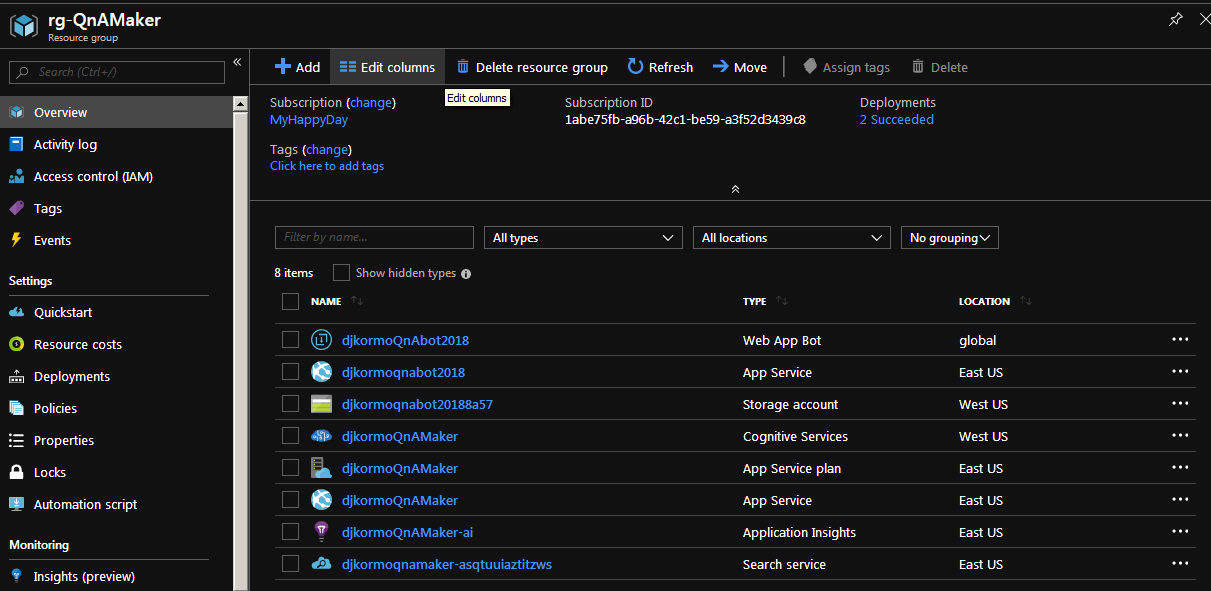 rg-QnAMaker
Resource group
Search (Ctrl+/)
Overview
Activity log
Access control (IAM)
Tags
Events
Settings
Quickstart
Resource costs
Deployments
Policies
Properties
Locks
Automation script
Monitoring
Insights (preview)
Add Edit columns Delete resource group Refresh Move Assign tags Delete
Edit columns
Subscription (change) Subscription ID Deployments
MyHappyDay 1abe75fb-a96b-42c1-be59-a3f52d3439c8 2 Succeeded
Tags (change)
Click here to add tags
Filter by name... All types All locations No grouping
8 items Show hidden types
NAME TYPE LOCATION
djkormoQnAbot2018 Web App Bot global
djkormoqnabot2018 App Service East US
djkormoqnabot20188a57 Storage account West US
djkormoQnAMaker Cognitive Services West US
djkormoQnAMaker App Service plan East US
djkormoQnAMaker App Service East US
djkormoQnAMaker-ai Application Insights East US
djkormoqnamaker-asqtuuiaztitzws Search service East US